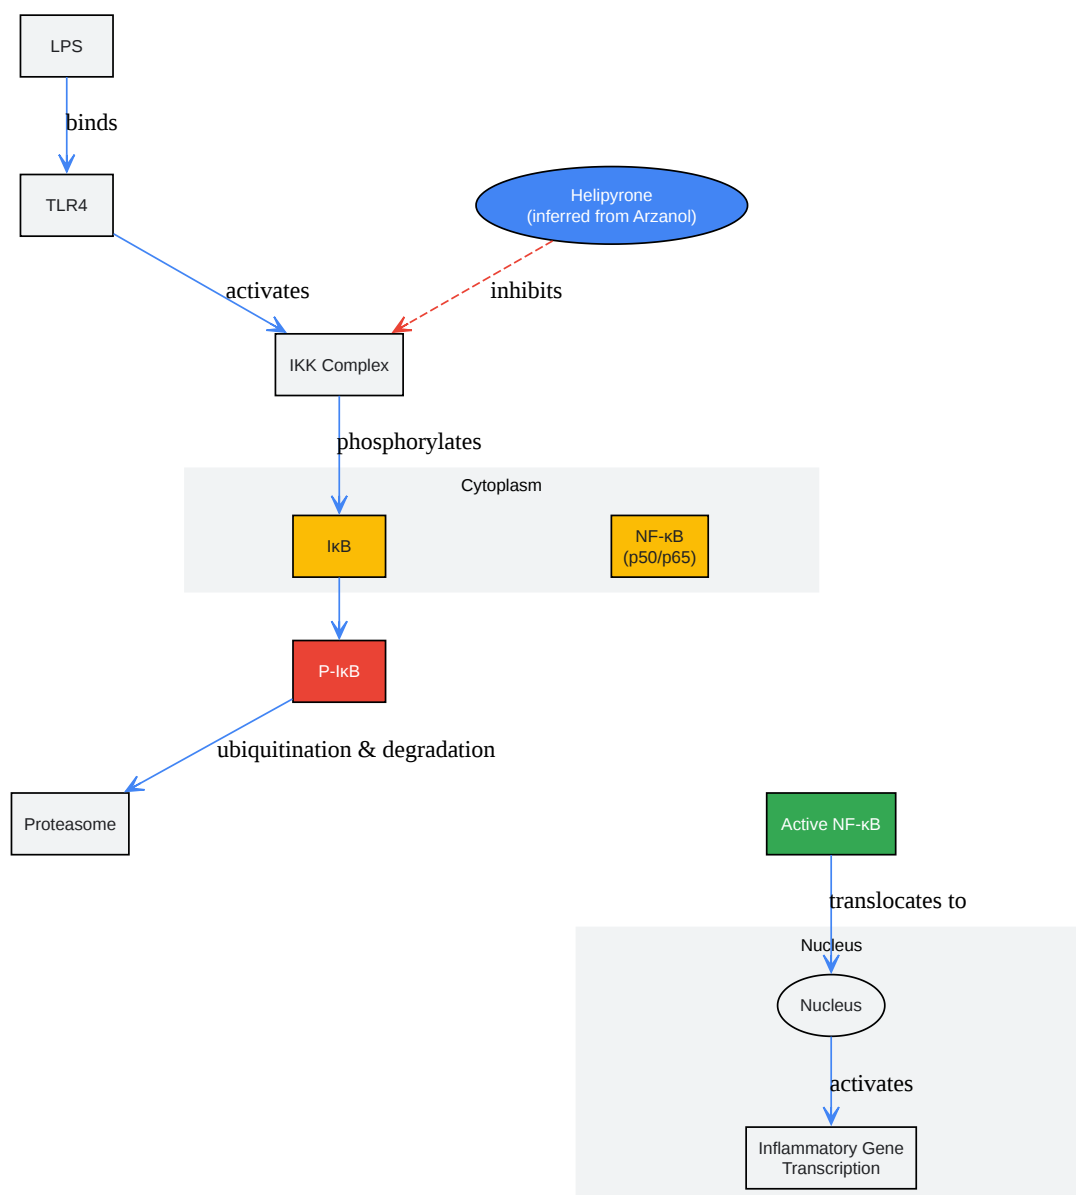 LPS
binds
TLR4
Helipyrone
(inferred from Arzanol)
activates
inhibits
IKK Complex
phosphorylates
Cytoplasm
IκB
NF-κB
(p50/p65)
P-IκB
ubiquitination & degradation
Proteasome
Active NF-κB
translocates to
Nucleus
Nucleus
activates
Inflammatory Gene
Transcription